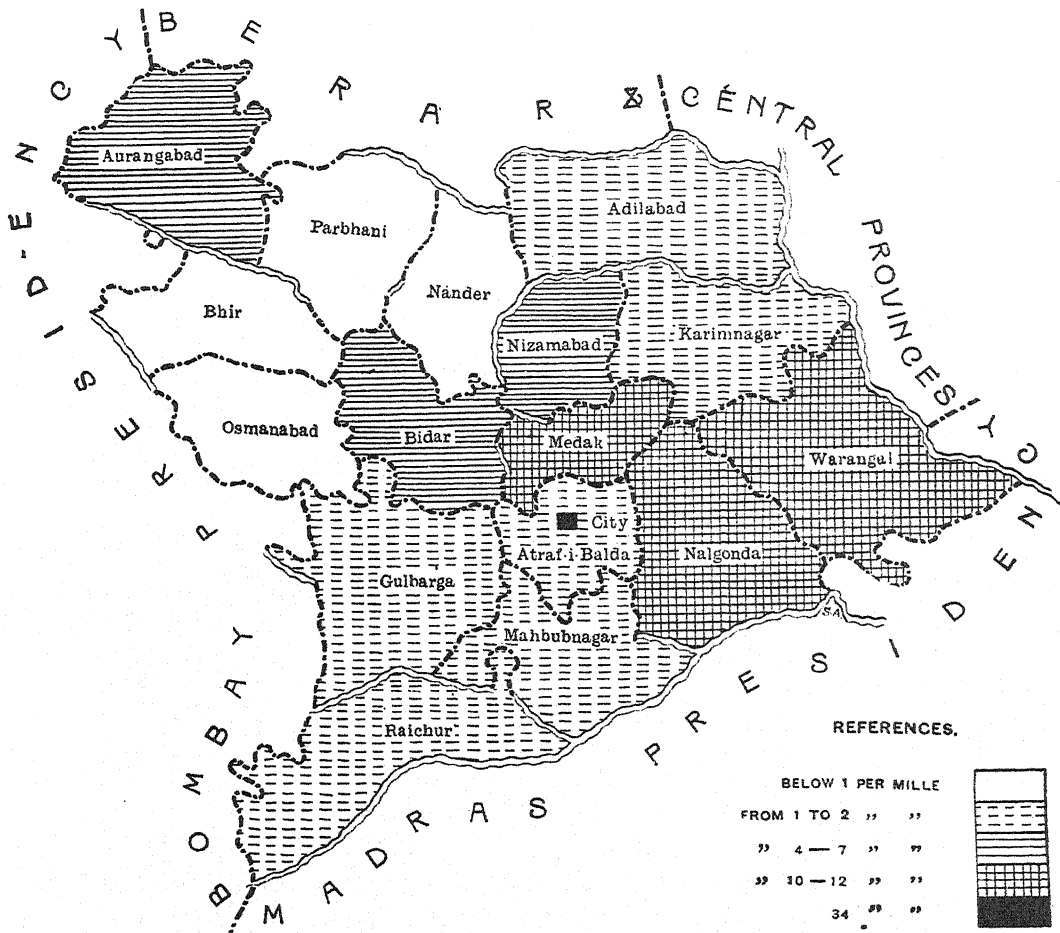 BERAR & CENTRAL
PROVINCES
BOMBAY PRESID-ENCY
MADRAS PRESIDENCY
Aurangabad
Parbhani
Adilabad
Nander
Bhir
Nizamabad
Karimnagar
Osmanabad
Bidar
Medak
Warangal
City
Atraf-i-Balda
Nalgonda
Gulbarga
Mahbubnagar
S.A.
Raichur
REFERENCES.
BELOW 1 PER MILLE
FROM 1 TO 2 ,, ,,
,, 4 — 7 ,, ,,
,, 10 — 12 ,, ,,
34 ,, ,,